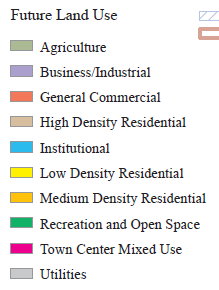 Future Land Use
Agriculture
Business/Industrial
General Commercial
High Density Residential
Institutional
Low Density Residential
Medium Density Residential
Recreation and Open Space
Town Center Mixed Use
Utilities